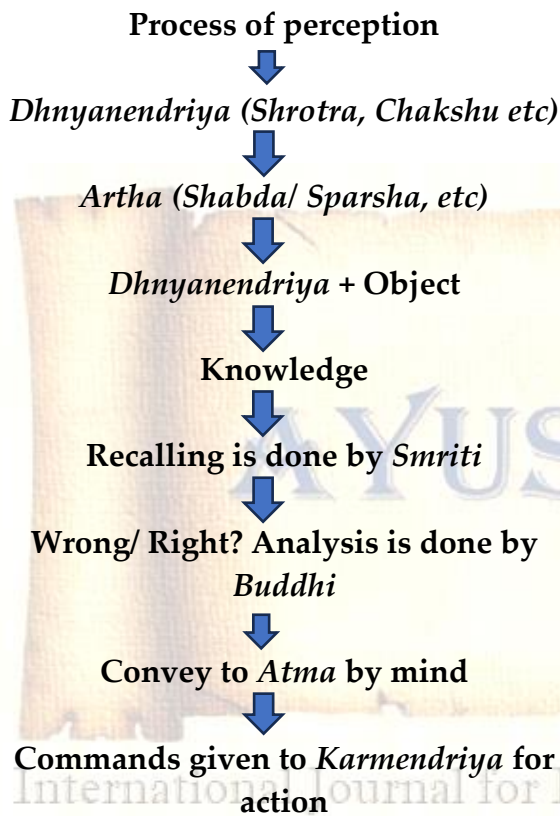 Process of perception
Dhnyanendriya (Shrotra, Chakshu etc)
Artha (Shabda/ Sparsha, etc)
Dhnyanendriya + Object
Knowledge
Recalling is done by Smriti
AYUS
Wrong/ Right? Analysis is done by
Buddhi
Convey to Atma by mind
Commands given to Karmendriya for
International Journal for
action